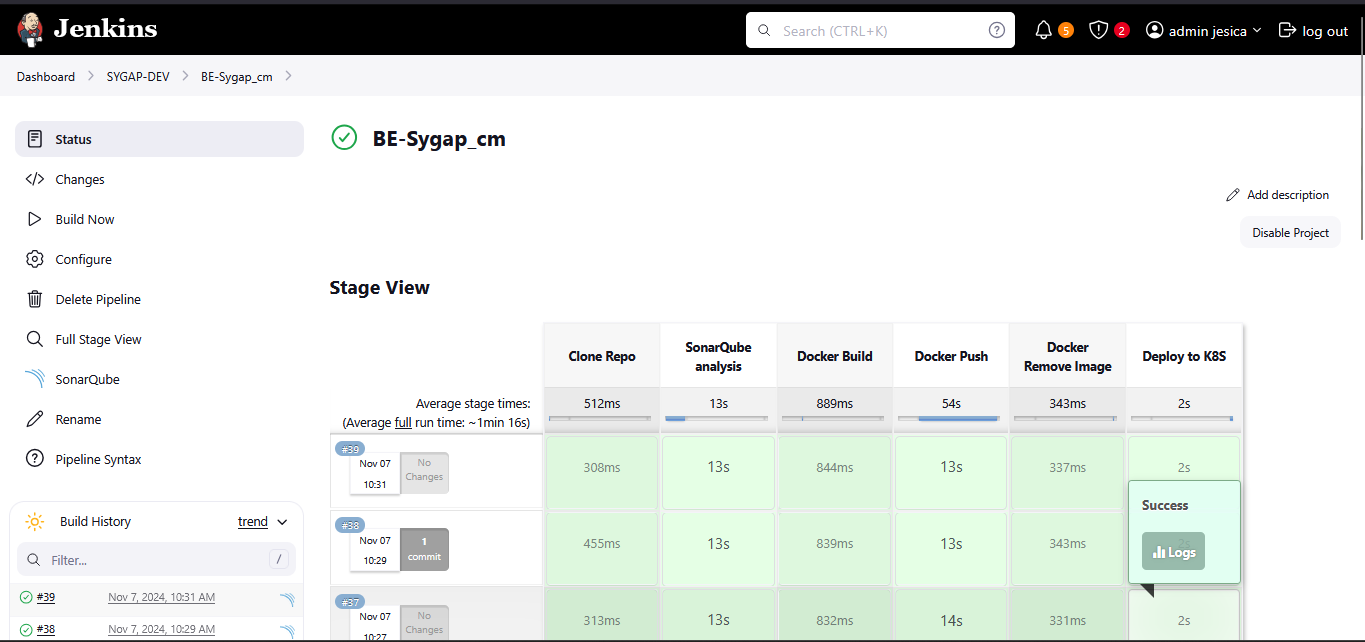 Jenkins
Search (CTRL+K)
5
2
admin jesica
log out
Dashboard
SYGAP-DEV
BE-Sygap_cm
Status
Changes
Build Now
Configure
Delete Pipeline
Full Stage View
SonarQube
Rename
Pipeline Syntax
Build History
trend
Filter...
/
#39
Nov 7, 2024, 10:31 AM
#38
Nov 7, 2024, 10:29 AM
BE-Sygap_cm
Add description
Disable Project
Stage View
Clone Repo
SonarQube
analysis
Docker Build
Docker Push
Docker
Remove Image
Deploy to K8S
Average stage times:
(Average full run time: ~1min 16s)
512ms
13s
889ms
54s
343ms
2s
#39
Nov 07
10:31
No
Changes
308ms
13s
844ms
13s
337ms
2s
Success
Logs
#38
Nov 07
10:29
1
commit
455ms
13s
839ms
13s
343ms
2s
#37
Nov 07
10:27
No
Changes
313ms
13s
832ms
14s
331ms
2s